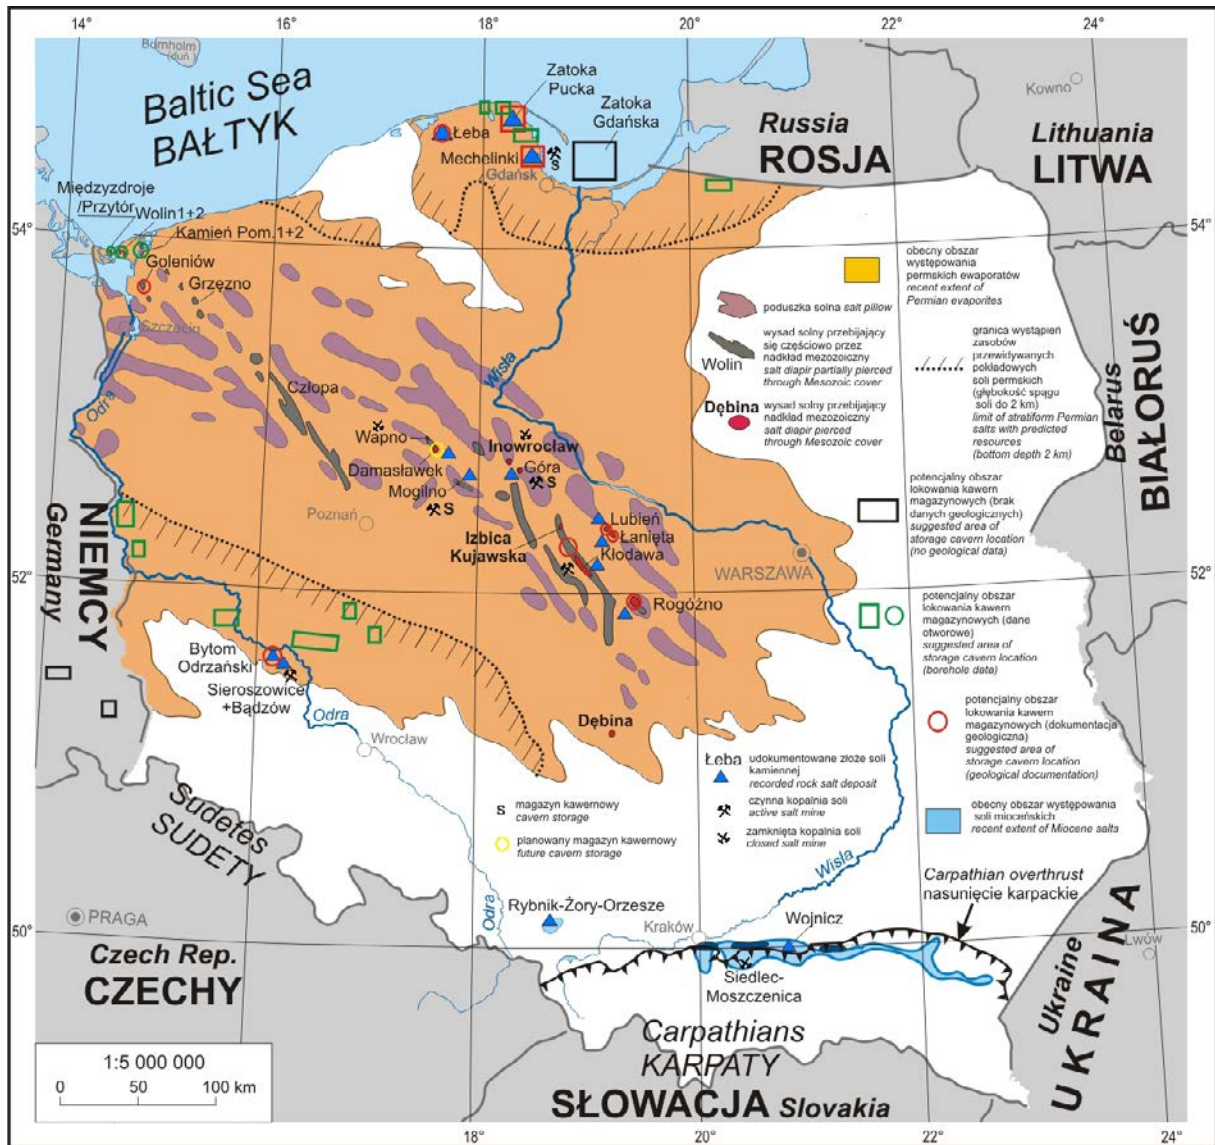 14°
16°
18°
20°
22°
24°
Bornholm
(duń.)
Baltic Sea
BAŁTYK
Zatoka
Pucka
Zatoka
Gdańska
Łeba
Mechelinki
S
Gdańsk
Russia
ROSJA
Kowno
Lithuania
LITWA
Międzyzdroje
/Przytór
Wolin1+2
Kamień Pom.1+2
54°
54°
Goleniów
Grzęzno
Szczecin
Odra
Wisła
Człopa
Wapno
Damasławek
Mogilno
S
Inowrocław
Góra
S
Poznań
Izbica
Kujawska
Lubień
Łanięta
Kłodawa
WARSZAWA
Rogóźno
52°
52°
NIEMCY
Germany
Bytom
Odrzański
Sieroszowice
+Bądzów
Odra
Wrocław
Dębina
Belarus
BIAŁORUŚ
obecny obszar
występowania
permskich ewaporatów
recent extent of
Permian evaporites
poduszka solna salt pillow
wysad solny przebijający
się częściowo przez
nadkład mezozoiczny
salt diapir partially pierced
through Mesozoic cover
Wolin
Dębina
wysad solny przebijający
nadkład mezozoiczny
salt diapir pierced
through Mesozoic cover
granica wystąpień
zasobów
przewidywanych
pokładowych
soli permskich
(głębokość spągu
soli do 2 km)
limit of stratiform Permian
salts with predicted
resources
(bottom depth 2 km)
potencjalny obszar
lokowania kawern
magazynowych (brak
danych geologicznych)
suggested area of
storage cavern location
(no geological data)
potencjalny obszar
lokowania kawern
magazynowych (dane
otworowe)
suggested area of
storage cavern location
(borehole data)
potencjalny obszar
lokowania kawern
magazynowych (dokumentacja
geologiczna)
suggested area of
storage cavern location
(geological documentation)
obecny obszar występowania
soli mioceńskich
recent extent of Miocene salts
Łeba
udokumentowane złoże soli
kamiennej
recorded rock salt deposit
czynna kopalnia soli
active salt mine
zamknięta kopalnia soli
closed salt mine
S
magazyn kawernowy
cavern storage
planowany magazyn kawernowy
future cavern storage
Sudetes
SUDETY
PRAGA
50°
50°
Czech Rep.
CZECHY
Odra
Rybnik-Żory-Orzesze
Kraków
Wisła
Wojnicz
Siedlec-
Moszczenica
Carpathian overthrust
nasunięcie karpackie
Lwów
Ukraine
UKRAINA
Carpathians
KARPATY
SŁOWACJA Slovakia
1:5 000 000
0 50 100 km
18°
20°
22°
24°